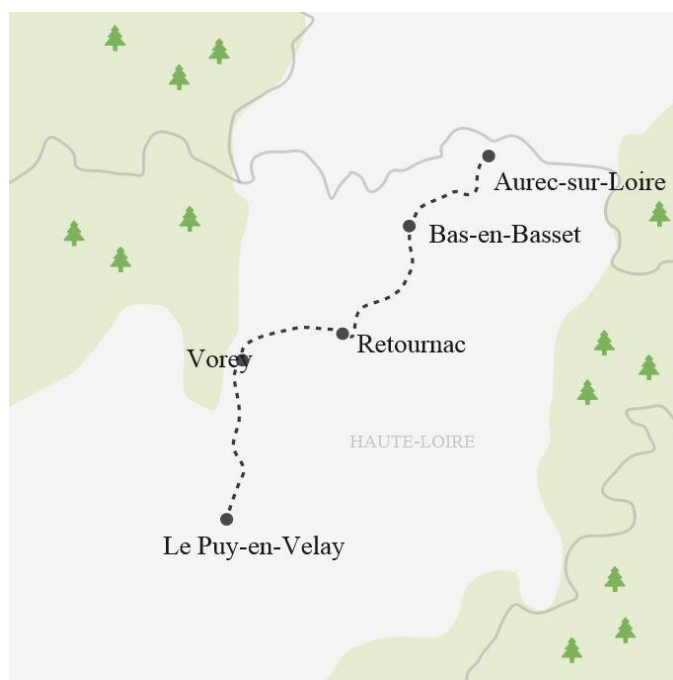 Aurec-sur-Loire
Bas-en-Basset
Retournac
Vorey
HAUTE-LOIRE
Le Puy-en-Velay